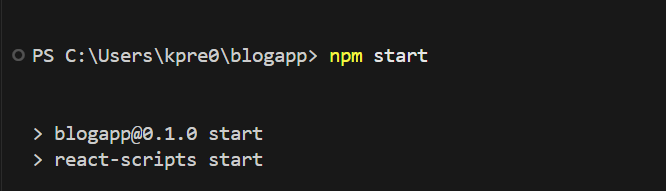 PS C:\Users\kpre0\blogapp> npm start
> blogapp@0.1.0 start
> react-scripts start